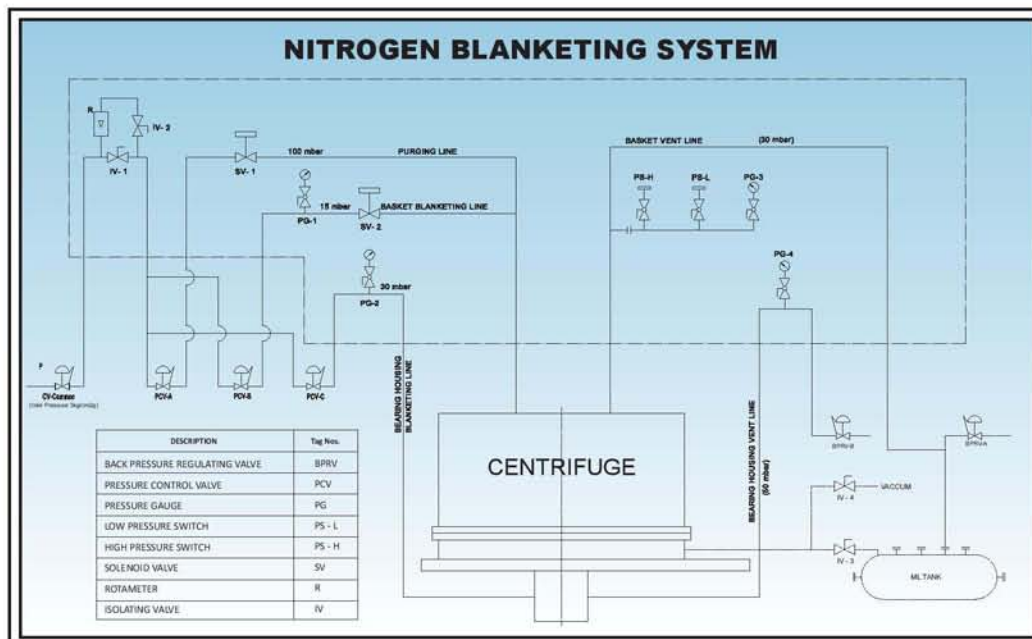 NITROGEN BLANKETING SYSTEM
R
IV- 2
IV- 1
SV- 1
100 mbar
PURGING LINE
PG-1
15 mbar
BASKET BLANKETING LINE
SV- 2
PG-2
30 mbar
BASKET VENT LINE
(30 mbar)
PS-H
PS-L
PG-3
PG-4
P
CV-Common
PCV-A
PCV-B
PCV-C
BEARING HOUSING
BLANKETING LINE
CENTRIFUGE
BEARING HOUSING VENT LINE
(50 mbar)
BPRV-B
BPRV-A
IV - 4
VACCUM
IV - 3
ML TANK
DESCRIPTION Tag Nos.
BACK PRESSURE REGULATING VALVE BPRV
PRESSURE CONTROL VALVE PCV
PRESSURE GAUGE PG
LOW PRESSURE SWITCH PS - L
HIGH PRESSURE SWITCH PS - H
SOLENOID VALVE SV
ROTAMETER R
ISOLATING VALVE IV